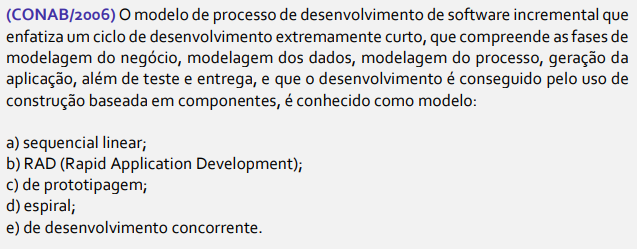 (CONAB/2006) O modelo de processo de desenvolvimento de software incremental que
enfatiza um ciclo de desenvolvimento extremamente curto, que compreende as fases de
modelagem do negócio, modelagem dos dados, modelagem do processo, geração da
aplicação, além de teste e entrega, e que o desenvolvimento é conseguido pelo uso de
construção baseada em componentes, é conhecido como modelo:
a) sequencial linear;
b) RAD (Rapid Application Development);
c) de prototipagem;
d) espiral;
e) de desenvolvimento concorrente.